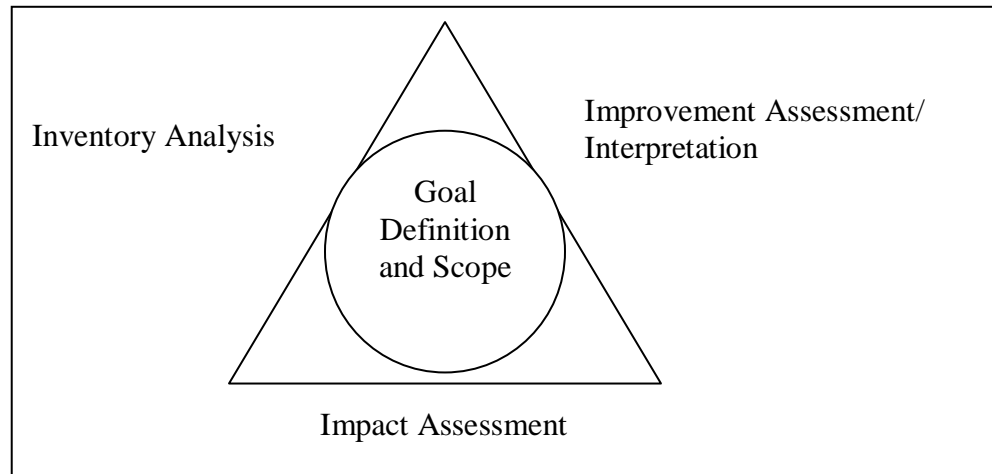 Inventory Analysis
Improvement Assessment/
Interpretation
Goal
Definition
and Scope
Impact Assessment